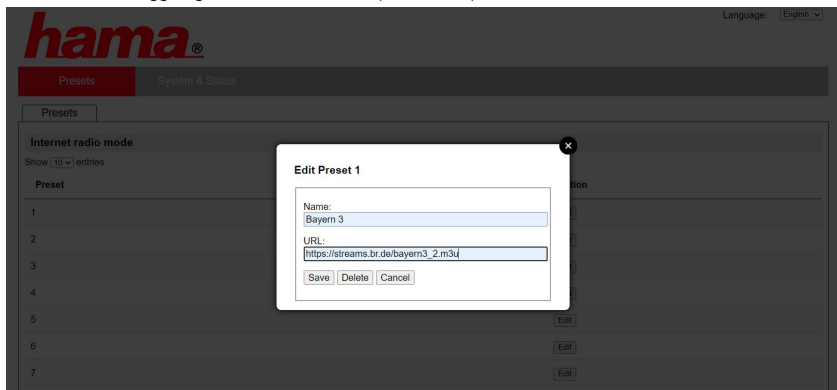 Language: English
hama®
Presets System & Status
Presets
Internet radio mode
Show 10 entries
Preset
1
2
3
4
5 Edit
6 Edit
7 Edit
Edit Preset 1
Name:
Bayern 3
URL:
https://streams.br.de/bayern3_2.m3u
Save Delete Cancel